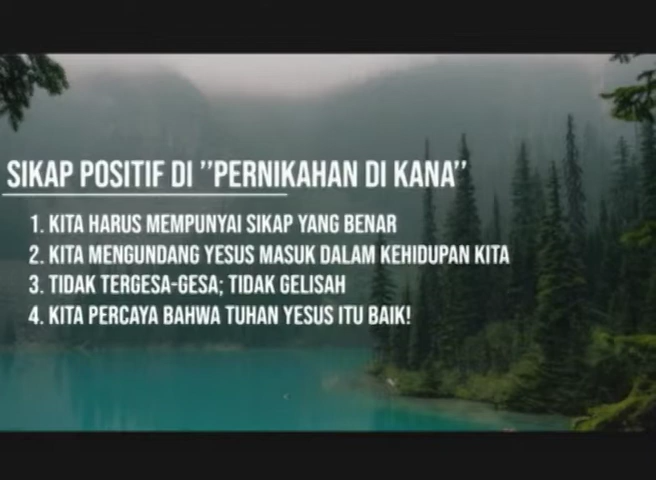 SIKAP POSITIF DI "PERNIKAHAN DI KANA"
1. KITA HARUS MEMPUNYAI SIKAP YANG BENAR
2. KITA MENGUNDANG YESUS MASUK DALAM KEHIDUPAN KITA
3. TIDAK TERGESA-GESA; TIDAK GELISAH
4. KITA PERCAYA BAHWA TUHAN YESUS ITU BAIK!